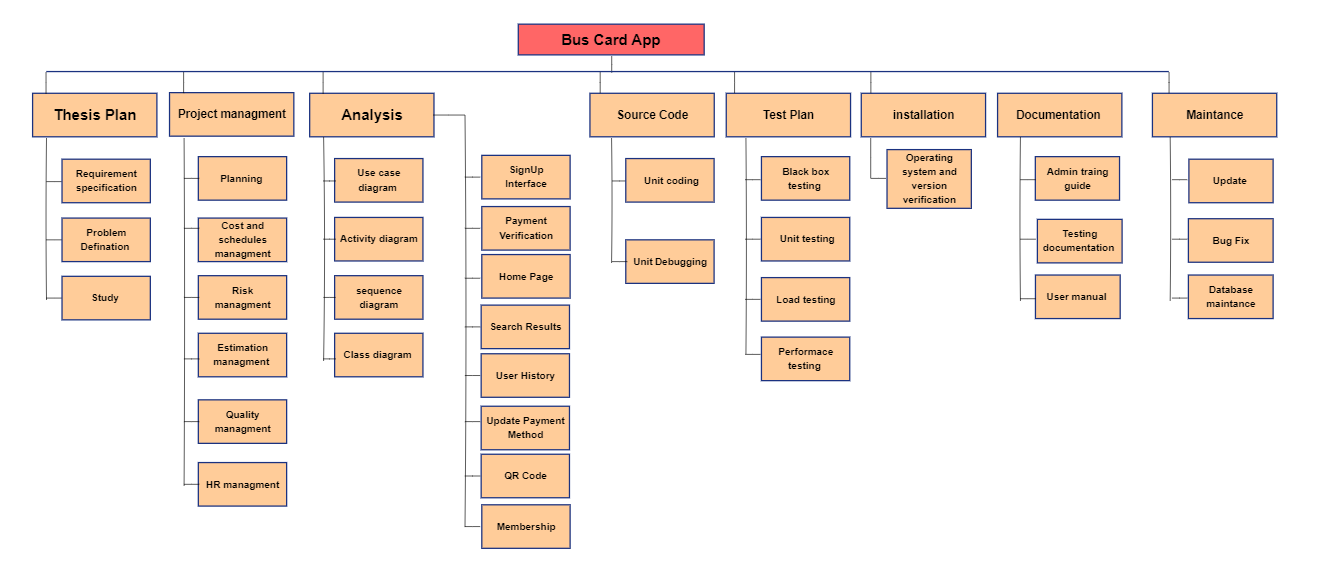 Bus Card App
Thesis Plan
Requirement
specification
Problem
Defination
Study
Project managment
Planning
Cost and
schedules
managment
Risk
managment
Estimation
managment
Quality
managment
HR managment
Analysis
Use case
diagram
Activity diagram
sequence
diagram
Class diagram
SignUp
Interface
Payment
Verification
Home Page
Search Results
User History
Update Payment
Method
QR Code
Membership
Source Code
Unit coding
Unit Debugging
Test Plan
Black box
testing
Unit testing
Load testing
Performace
testing
installation
Operating
system and
version
verification
Documentation
Admin traing
guide
Testing
documentation
User manual
Maintance
Update
Bug Fix
Database
maintance